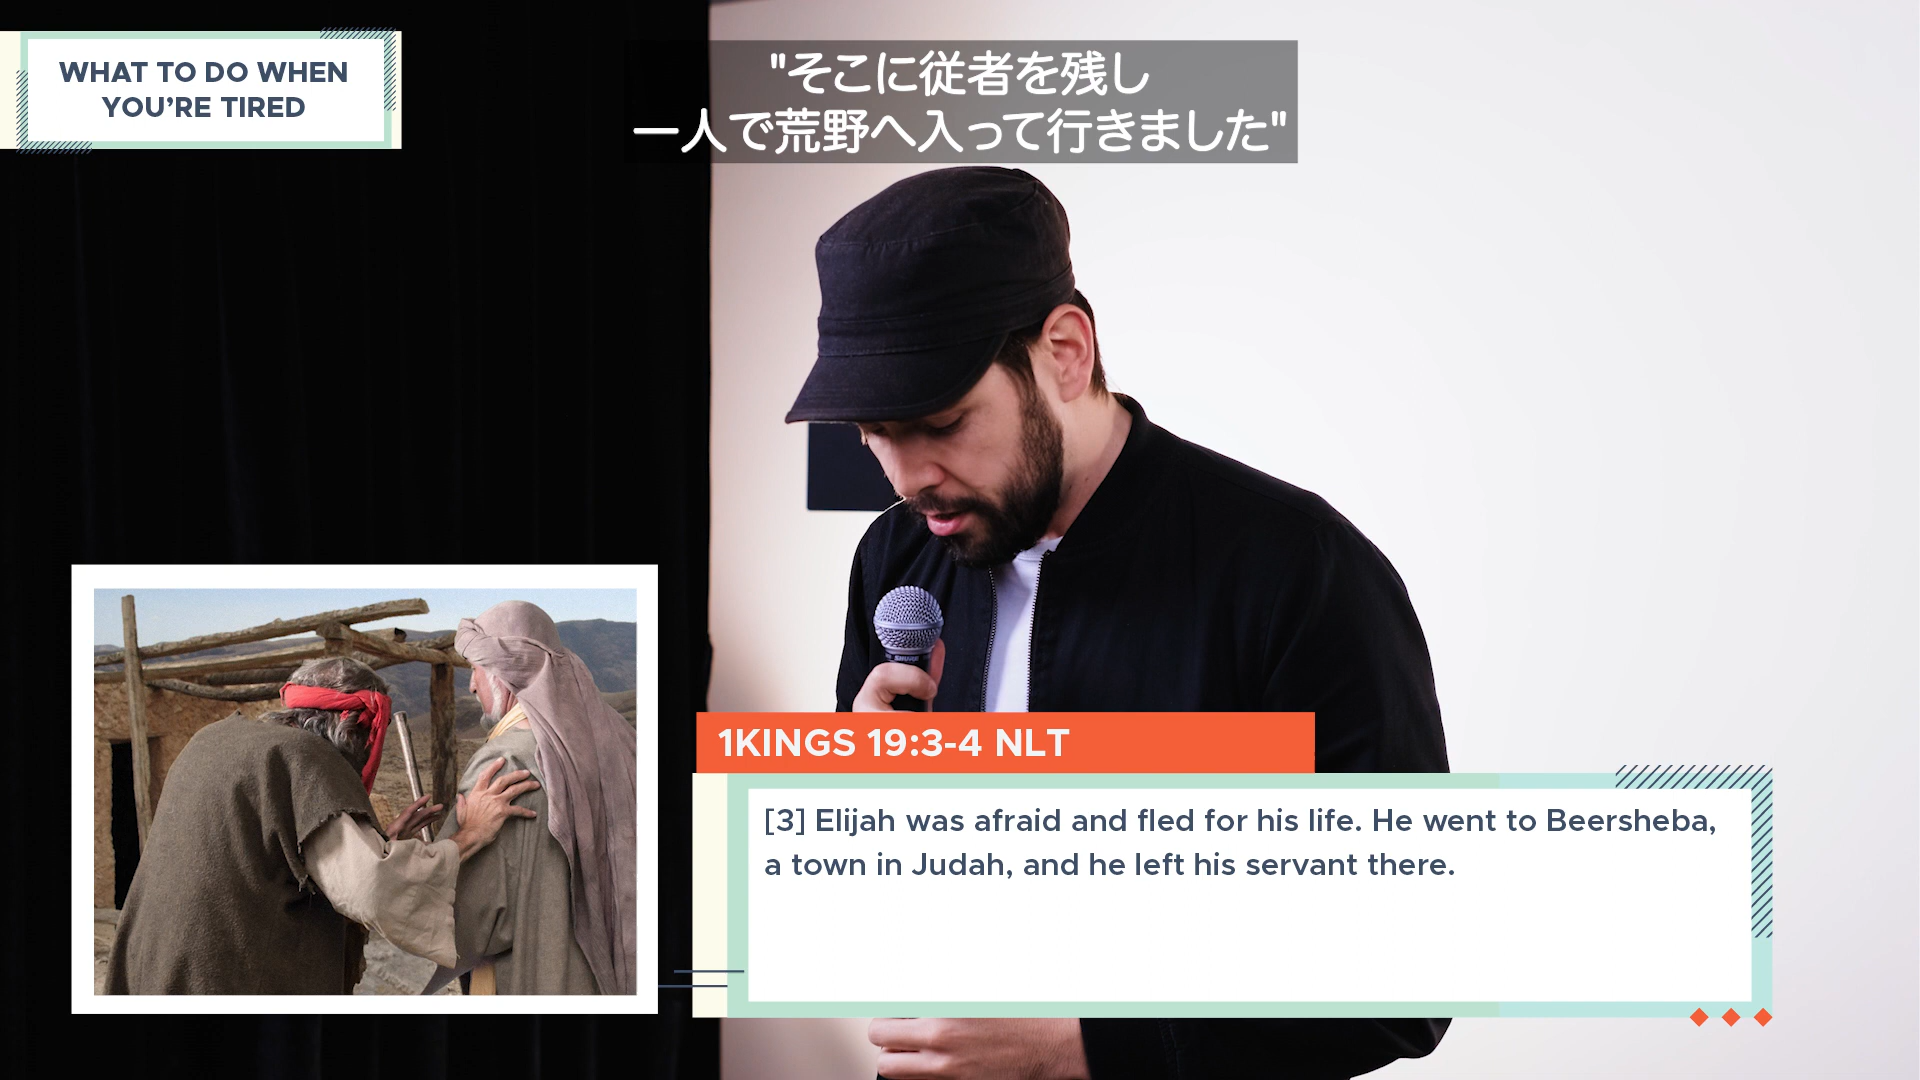 WHAT TO DO WHEN
YOU'RE TIRED
"そこに従者を残し
一人で荒野へ入って行きました"
1KINGS 19:3-4 NLT
[3] Elijah was afraid and fled for his life. He went to Beersheba,
a town in Judah, and he left his servant there.